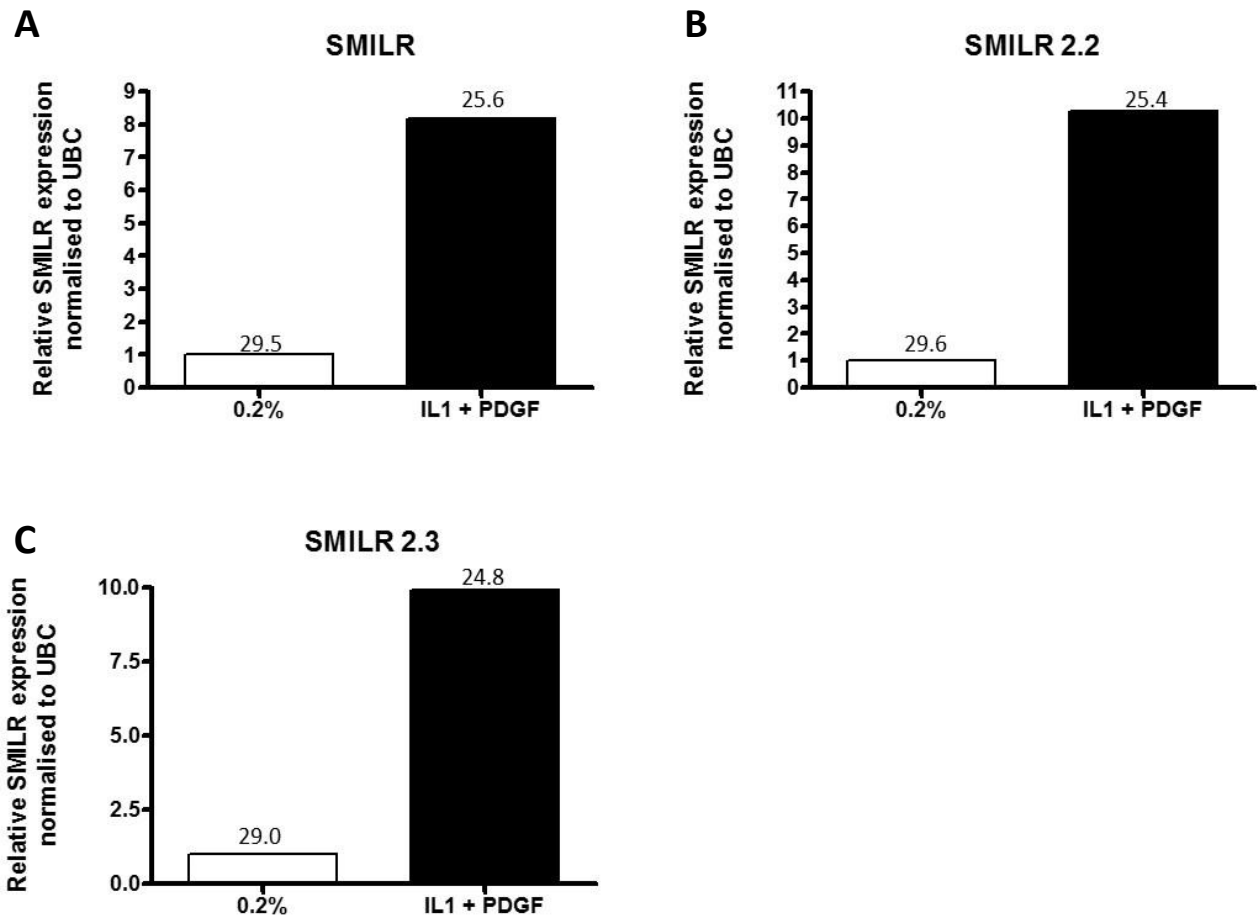 A
SMILR
Relative SMILR expression
normalised to UBC
9
8
7
6
5
4
3
2
1
0
29.5
25.6
0.2%
IL1 + PDGF
B
SMILR 2.2
Relative SMILR expression
normalised to UBC
11
10
9
8
7
6
5
4
3
2
1
0
29.6
25.4
0.2%
IL1 + PDGF
C
SMILR 2.3
Relative SMILR expression
normalised to UBC
10.0
7.5
5.0
2.5
0.0
29.0
24.8
0.2%
IL1 + PDGF